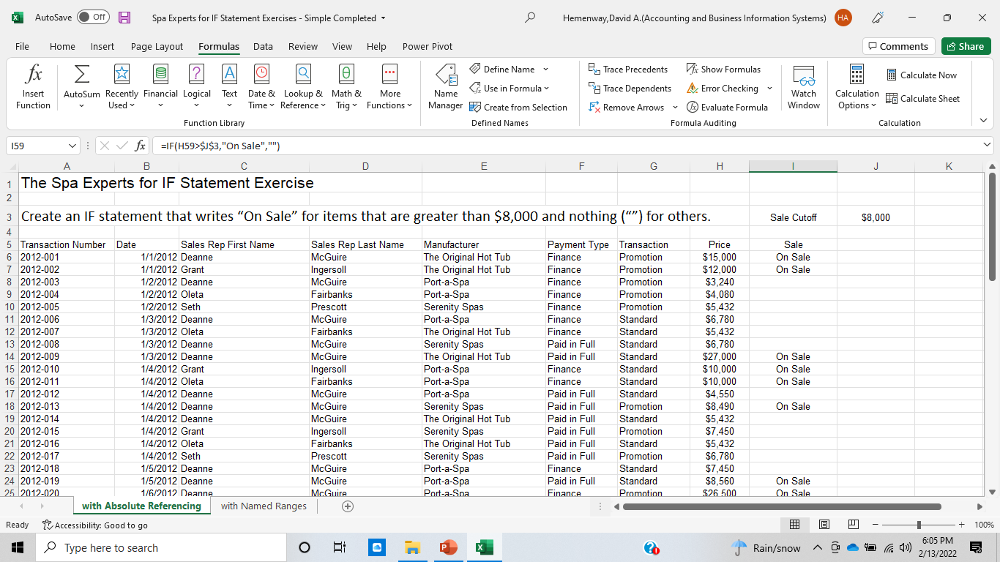 AutoSave Off Spa Experts for IF Statement Exercises - Simple Completed Hemenway,David A.(Accounting and Business Information Systems) HA
File Home Insert Page Layout Formulas Data Review View Help Power Pivot Comments Share
fx Insert Function AutoSum Recently Used Financial Logical Text Date & Time Lookup & Reference Math & Trig More Functions
Function Library
Name Manager Define Name Use in Formula Create from Selection
Defined Names
Trace Precedents Trace Dependents Remove Arrows Show Formulas Error Checking Evaluate Formula
Formula Auditing
Watch Window
Calculation Options Calculate Now Calculate Sheet
Calculation
I59 fx =IF(H59>$J$3,"On Sale","")
A B C D E F G H I J K
1 The Spa Experts for IF Statement Exercise
2
3 Create an IF statement that writes “On Sale” for items that are greater than $8,000 and nothing (“”) for others. Sale Cutoff $8,000
4
5 Transaction Number Date Sales Rep First Name Sales Rep Last Name Manufacturer Payment Type Transaction Price Sale
6 2012-001 1/1/2012 Deanne McGuire The Original Hot Tub Finance Promotion $15,000 On Sale
7 2012-002 1/1/2012 Grant Ingersoll The Original Hot Tub Finance Promotion $12,000 On Sale
8 2012-003 1/2/2012 Deanne McGuire Port-a-Spa Finance Promotion $3,240
9 2012-004 1/2/2012 Oleta Fairbanks Port-a-Spa Finance Promotion $4,080
10 2012-005 1/2/2012 Seth Prescott Serenity Spas Finance Promotion $5,432
11 2012-006 1/3/2012 Deanne McGuire Port-a-Spa Finance Standard $6,780
12 2012-007 1/3/2012 Oleta Fairbanks The Original Hot Tub Finance Standard $5,432
13 2012-008 1/3/2012 Deanne McGuire Serenity Spas Paid in Full Standard $6,780
14 2012-009 1/3/2012 Deanne McGuire The Original Hot Tub Paid in Full Standard $27,000 On Sale
15 2012-010 1/4/2012 Grant Ingersoll Port-a-Spa Finance Standard $10,000 On Sale
16 2012-011 1/4/2012 Oleta Fairbanks Port-a-Spa Finance Standard $10,000 On Sale
17 2012-012 1/4/2012 Deanne McGuire Port-a-Spa Paid in Full Standard $4,550
18 2012-013 1/4/2012 Deanne McGuire Serenity Spas Paid in Full Promotion $8,490 On Sale
19 2012-014 1/4/2012 Deanne McGuire The Original Hot Tub Paid in Full Standard $5,432
20 2012-015 1/4/2012 Grant Ingersoll Serenity Spas Paid in Full Promotion $7,450
21 2012-016 1/4/2012 Oleta Fairbanks The Original Hot Tub Paid in Full Standard $5,432
22 2012-017 1/4/2012 Seth Prescott Serenity Spas Paid in Full Promotion $6,780
23 2012-018 1/5/2012 Deanne McGuire Port-a-Spa Finance Standard $7,450
24 2012-019 1/5/2012 Deanne McGuire Port-a-Spa Paid in Full Standard $8,560 On Sale
25 2012-020 1/6/2012 Deanne McGuire Port-a-Spa Finance Promotion $26,500 On Sale
with Absolute Referencing with Named Ranges
Ready Accessibility: Good to go 100%
Type here to search Rain/snow 6:05 PM
2/13/2022